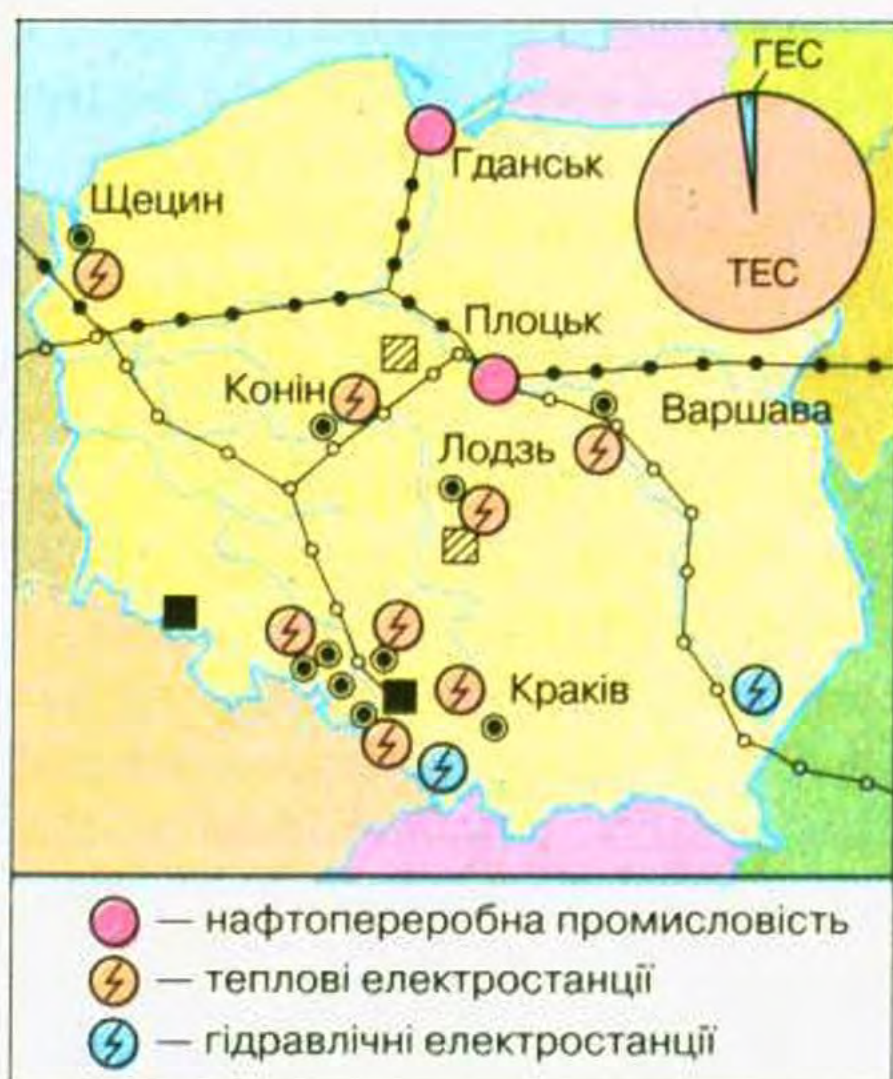 ГЕС
Гданськ
Щецин
ТЕС
Плоцьк
Конін
Варшава
Лодзь
Краків
— нафтопереробна промисловість
— теплові електростанції
— гідравлічні електростанції